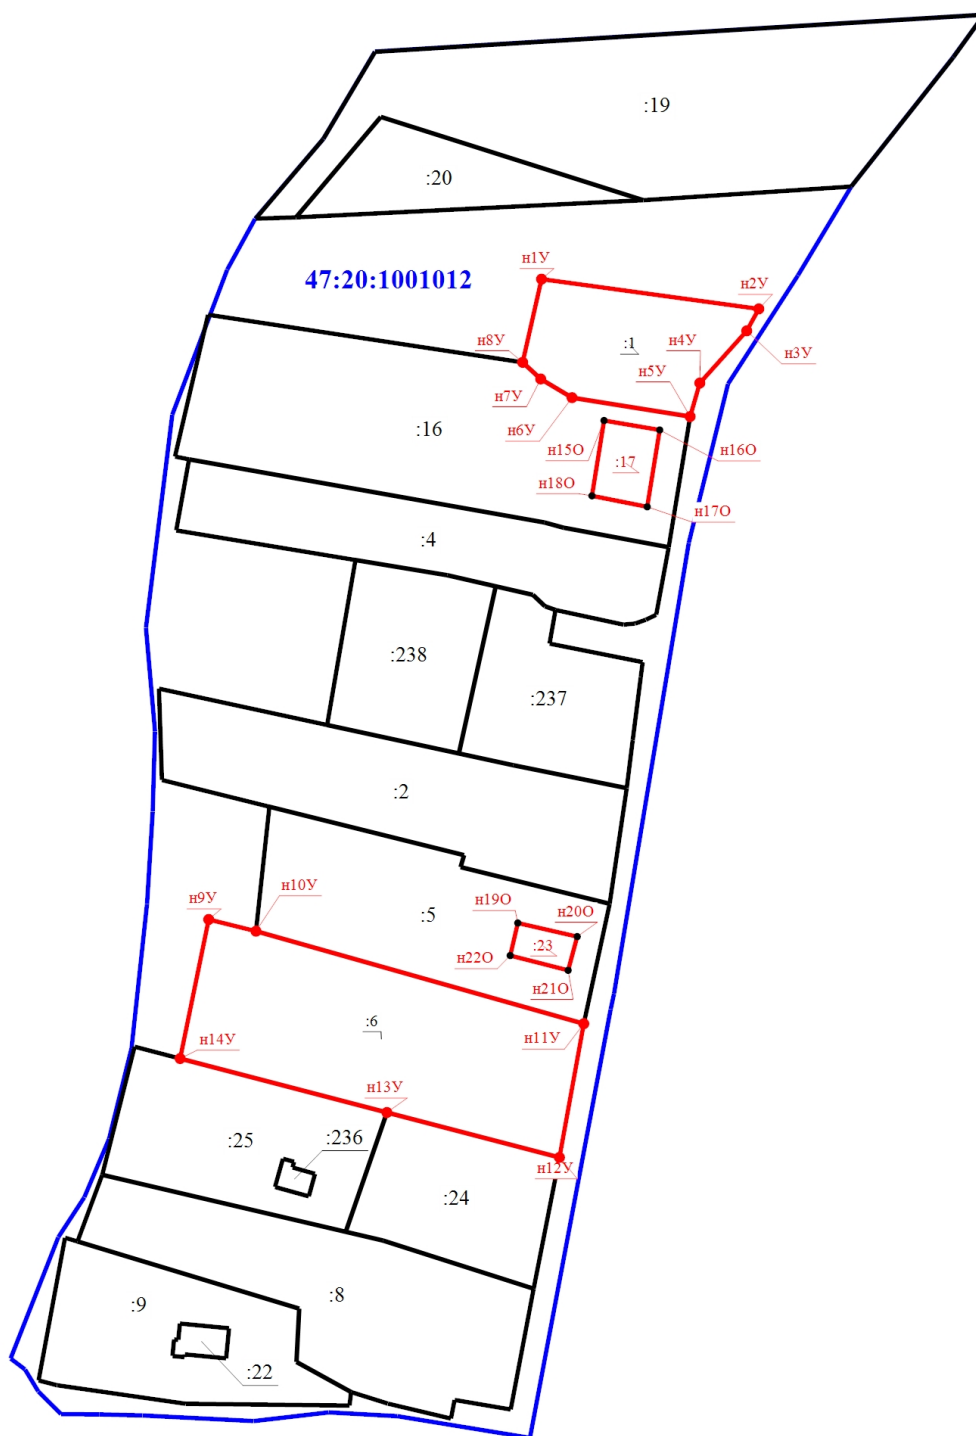 :19
:20
н1У
47:20:1001012
н2У
н3У
н4У
:1
н8У
н5У
н7У
н6У
:16
н15О
н16О
:17
н18О
н17О
:4
:238
:237
:2
н10У
н9У
:5
н19О
н20О
:23
н22О
н21О
:6
н11У
н14У
н13У
:25
:236
н12У
:24
:8
:9
:22